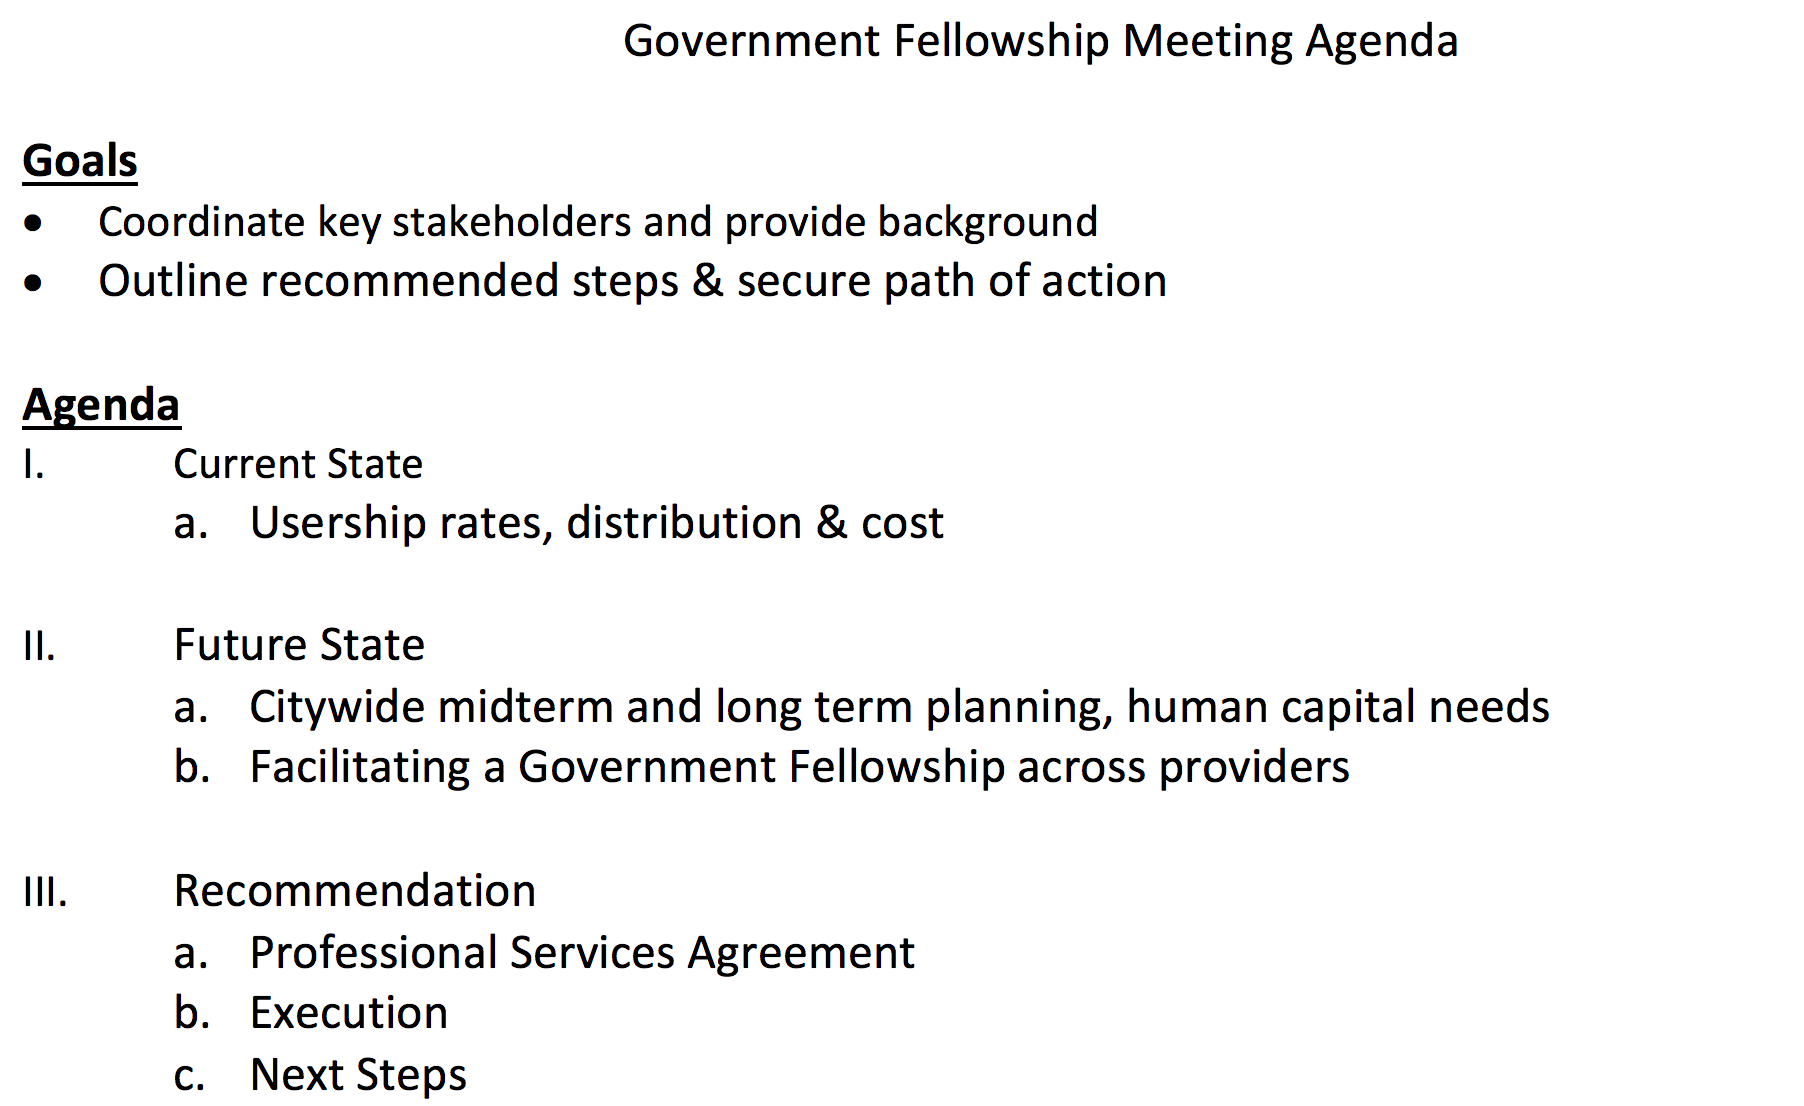 Government Fellowship Meeting Agenda
Goals
• Coordinate key stakeholders and provide background
• Outline recommended steps & secure path of action
Agenda
I. Current State
a. Usership rates, distribution & cost
II. Future State
a. Citywide midterm and long term planning, human capital needs
b. Facilitating a Government Fellowship across providers
III. Recommendation
a. Professional Services Agreement
b. Execution
c. Next Steps